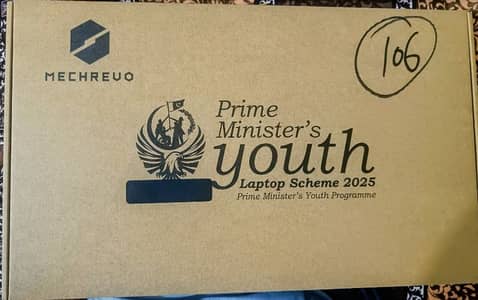 MECHREVO
106
Prime
Minister's
youth
Laptop Scheme 2025
Prime Minister's Youth Programme